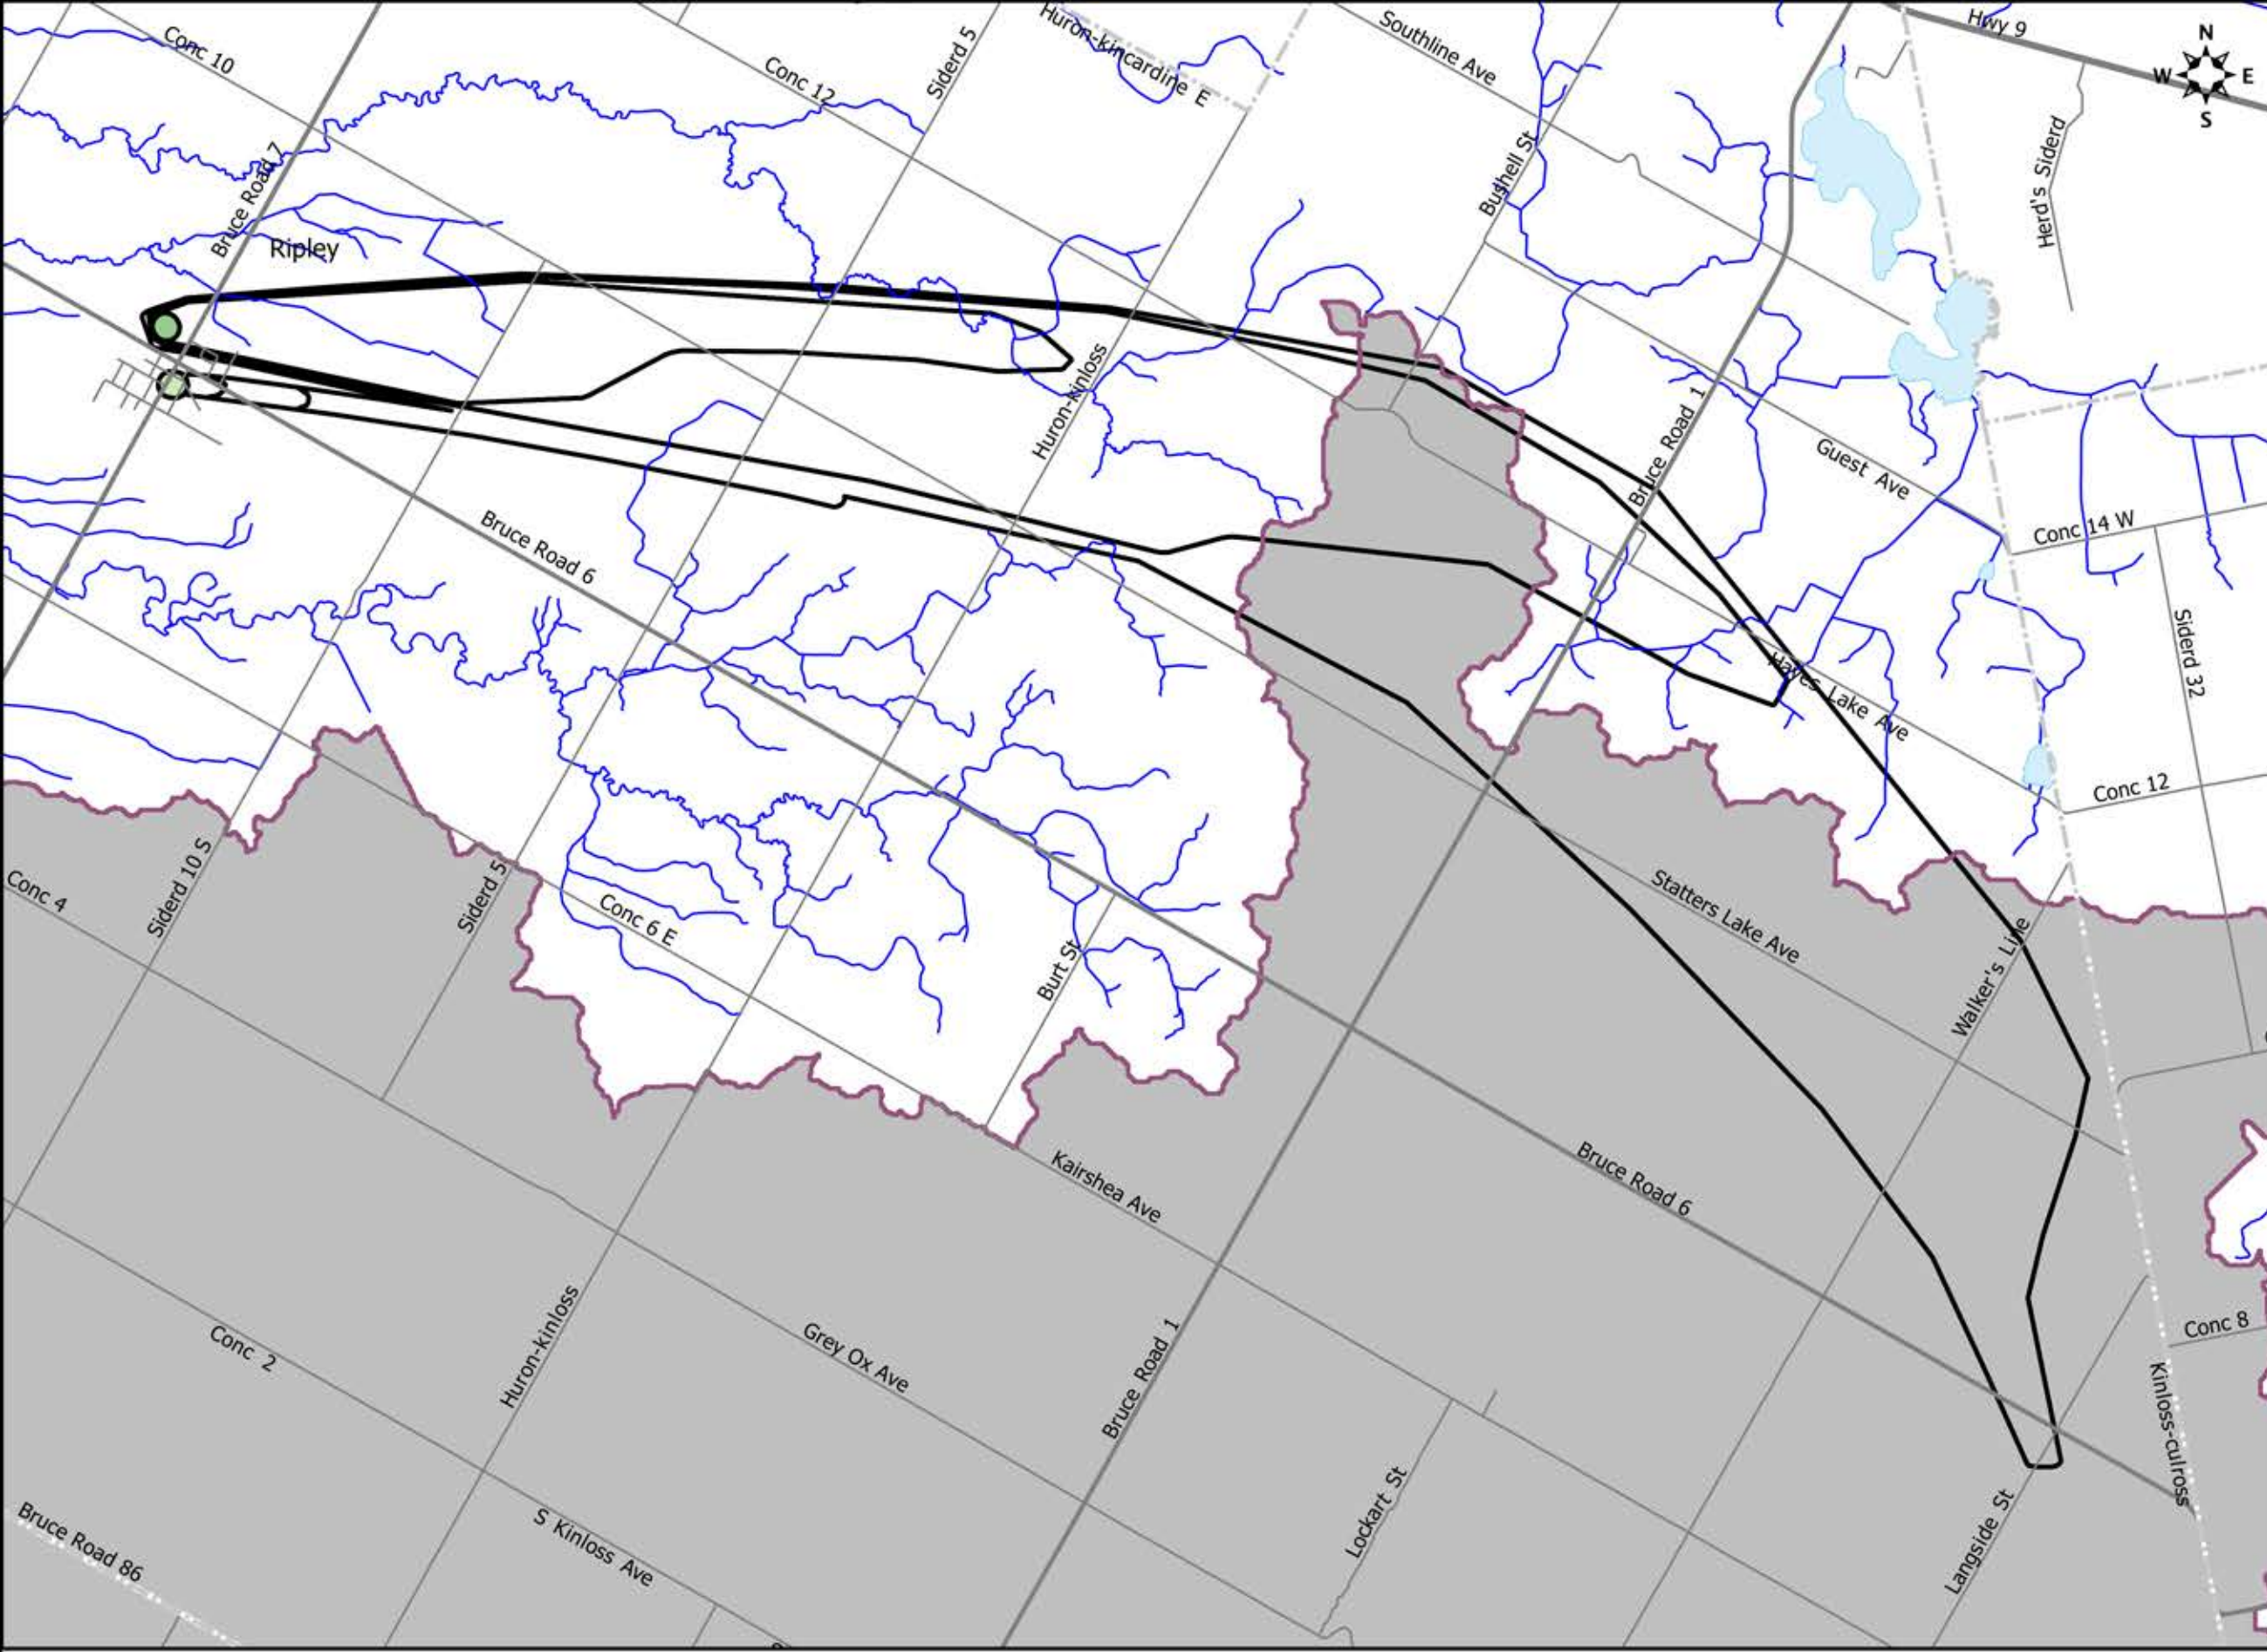 Conc 10
Conc 12
Siderd 5
Huron-kincardine E
Southline Ave
Hwy 9
N
W
E
S
Bushell St
Herd's Siderd
Bruce Road 7
Ripley
Huron-kinloss
Bruce Road 1
Guest Ave
Conc 14 W
Bruce Road 6
Siderd 32
Hayes Lake Ave
Conc 12
Siderd 10 S
Siderd 5
Conc 4
Conc 6 E
Burt St
Statters Lake Ave
Walker's Line
Kairshea Ave
Bruce Road 6
Conc 8
Huron-kinloss
Conc 2
Grey Ox Ave
Bruce Road 1
Kinloss-culross
Lockart St
Langside St
Bruce Road 86
S Kinloss Ave